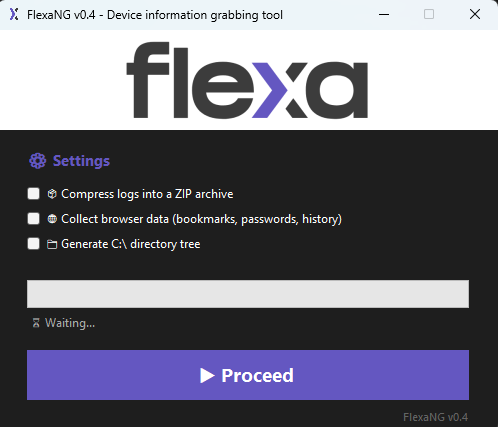 FlexaNG v0.4 - Device information grabbing tool
flexa
Settings
Compress logs into a ZIP archive
Collect browser data (bookmarks, passwords, history)
Generate C:\ directory tree
Waiting...
Proceed
FlexaNG v0.4